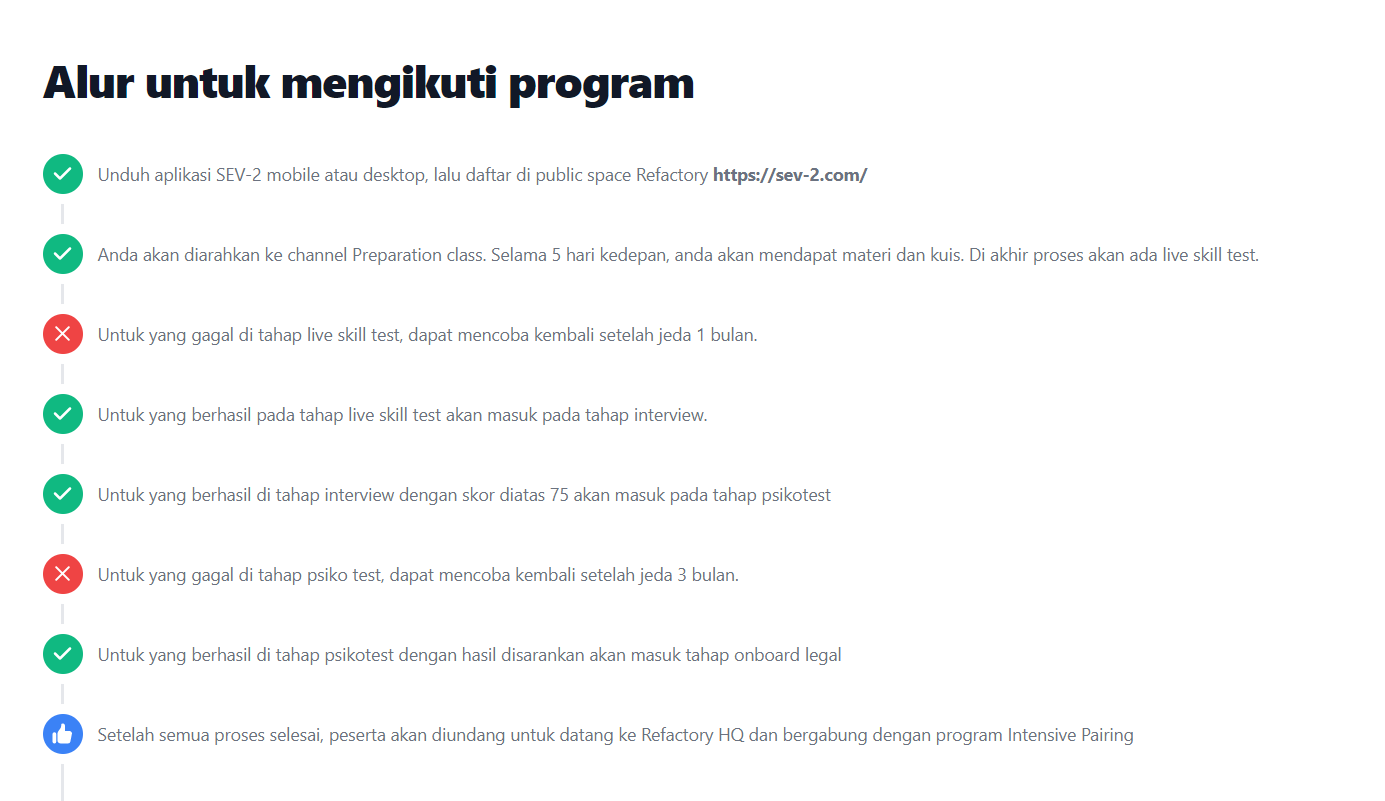 Alur untuk mengikuti program
Unduh aplikasi SEV-2 mobile atau desktop, lalu daftar di public space Refactory https://sev-2.com/
Anda akan diarahkan ke channel Preparation class. Selama 5 hari kedepan, anda akan mendapat materi dan kuis. Di akhir proses akan ada live skill test.
Untuk yang gagal di tahap live skill test, dapat mencoba kembali setelah jeda 1 bulan.
Untuk yang berhasil pada tahap live skill test akan masuk pada tahap interview.
Untuk yang berhasil di tahap interview dengan skor diatas 75 akan masuk pada tahap psikotest
Untuk yang gagal di tahap psiko test, dapat mencoba kembali setelah jeda 3 bulan.
Untuk yang berhasil di tahap psikotest dengan hasil disarankan akan masuk tahap onboard legal
Setelah semua proses selesai, peserta akan diundang untuk datang ke Refactory HQ dan bergabung dengan program Intensive Pairing